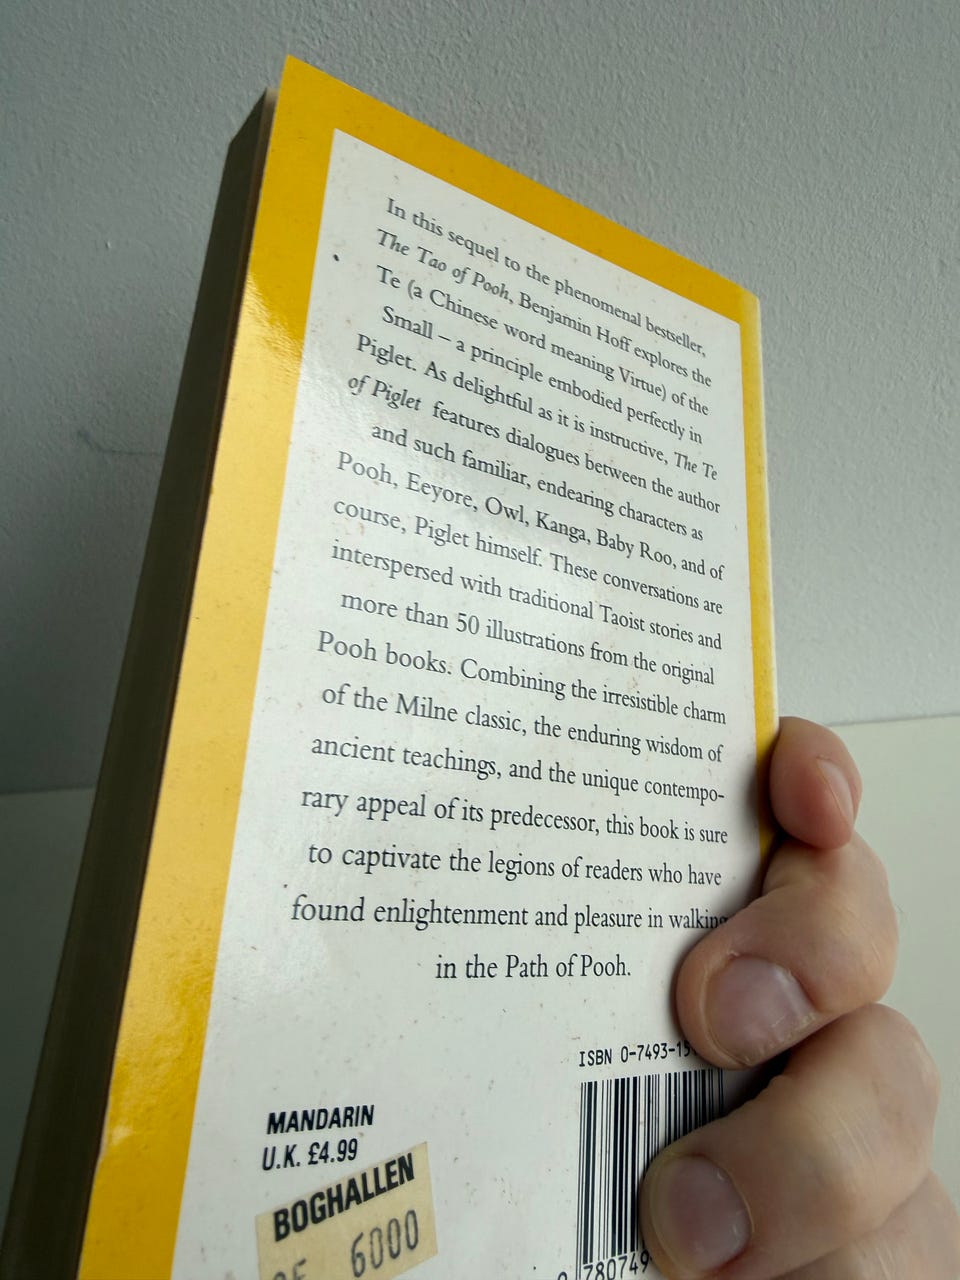 In this sequel to the phenomenal bestseller,
The Tao of Pooh, Benjamin Hoff explores the
Te (a Chinese word meaning Virtue) of the
Small – a principle embodied perfectly in
Piglet. As delightful as it is instructive, The Te
of Piglet features dialogues between the author
and such familiar, endearing characters as
Pooh, Eeyore, Owl, Kanga, Baby Roo, and of
course, Piglet himself. These conversations are
interspersed with traditional Taoist stories and
more than 50 illustrations from the original
Pooh books. Combining the irresistible charm
of the Milne classic, the enduring wisdom of
ancient teachings, and the unique contempo-
rary appeal of its predecessor, this book is sure
to captivate the legions of readers who have
found enlightenment and pleasure in walking
in the Path of Pooh.
ISBN 0-7493-15
MANDARIN
U.K. £4.99
BOGHALLEN
6000
780749